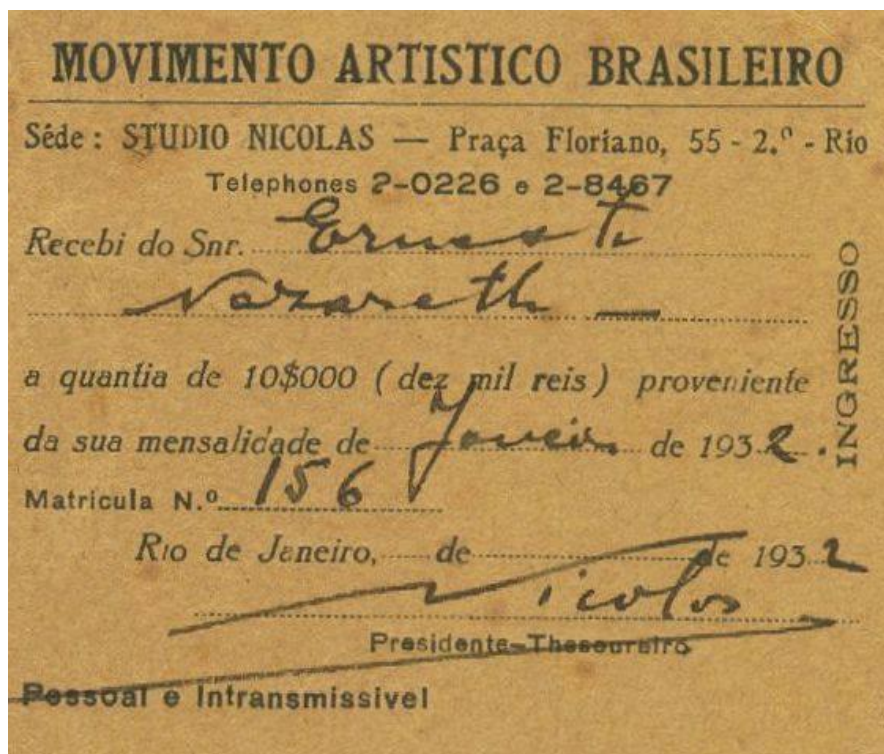 MOVIMENTO ARTISTICO BRASILEIRO
Séde : STUDIO NICOLAS — Praça Floriano, 55 - 2.º - Rio
Telephones 2-0226 e 2-8467
Recebi do Snr. Ernesto
Nazareth —
a quantia de 10$000 ( dez mil reis ) proveniente
da sua mensalidade de Janeiro de 1932.
Matricula N.º 156
Rio de Janeiro, de de 1932
Nicolas
Presidente-Thesoureiro
Pessoal e Intransmissivel
INGRESSO